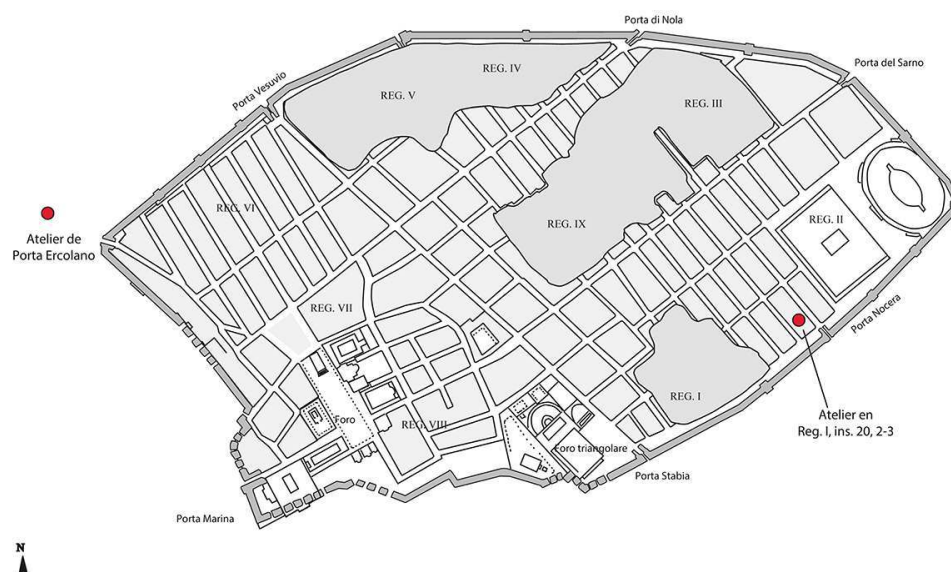 Porta di Nola
REG. IV
Porta del Sarno
REG. V
Porta Vesuvio
REG. III
REG. VI
REG. II
REG. IX
Atelier de
Porta Ercolano
REG. VII
Porta Nocera
REG. I
Foro
REG. VIII
Atelier en
Reg. I, ins. 20, 2-3
Foro triangolare
Porta Stabia
Porta Marina
N